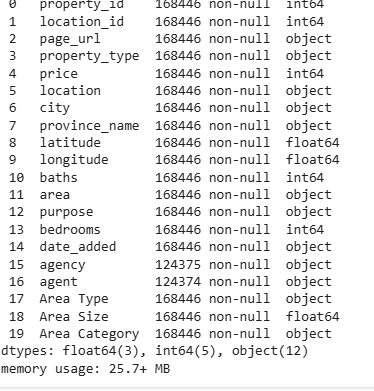 0 property_id 168446 non-null int64
1 location_id 168446 non-null int64
2 page_url 168446 non-null object
3 property_type 168446 non-null object
4 price 168446 non-null int64
5 location 168446 non-null object
6 city 168446 non-null object
7 province_name 168446 non-null object
8 latitude 168446 non-null float64
9 longitude 168446 non-null float64
10 baths 168446 non-null int64
11 area 168446 non-null object
12 purpose 168446 non-null object
13 bedrooms 168446 non-null int64
14 date_added 168446 non-null object
15 agency 124375 non-null object
16 agent 124374 non-null object
17 Area Type 168446 non-null object
18 Area Size 168446 non-null float64
19 Area Category 168446 non-null object
dtypes: float64(3), int64(5), object(12)
memory usage: 25.7+ MB